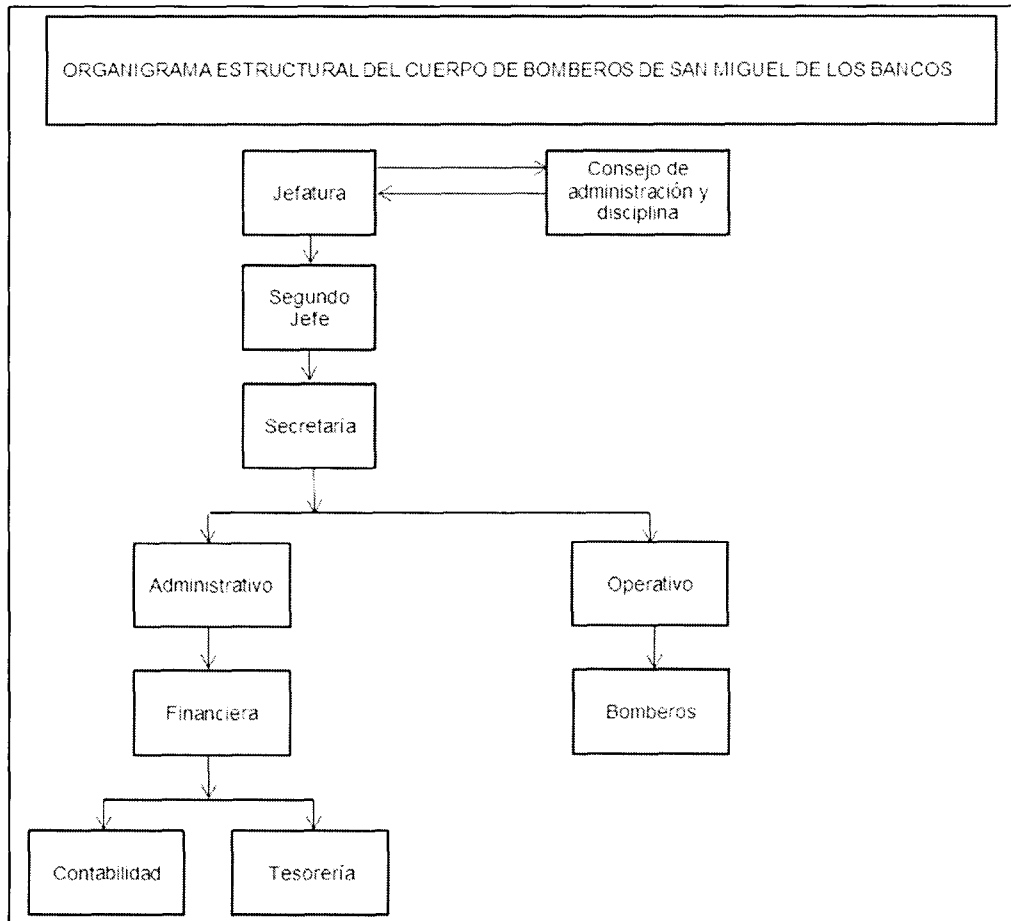 ORGANIGRAMA ESTRUCTURAL DEL CUERPO DE BOMBEROS DE SAN MIGUEL DE LOS BANCOS
Jefatura
Consejo de
administración y
disciplina
Segundo
Jefe
Secretaría
Administrativo
Operativo
Financiera
Bomberos
Contabilidad
Tesorería